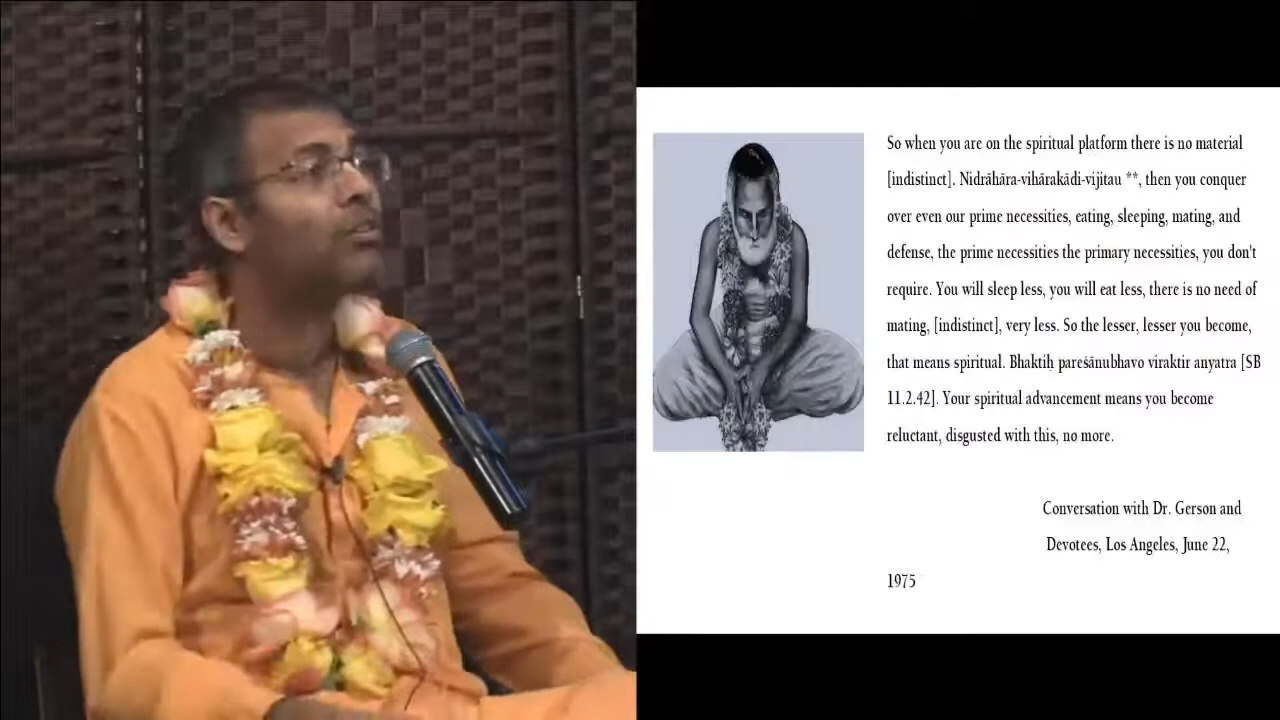 So when you are on the spiritual platform there is no material
[indistinct]. Nidrāhāra-vihārakādi-vijitau **, then you conquer
over even our prime necessities, eating, sleeping, mating, and
defense, the prime necessities the primary necessities, you don't
require. You will sleep less, you will eat less, there is no need of
mating, [indistinct], very less. So the lesser, lesser you become,
that means spiritual. Bhaktiḥ pareśānubhavo viraktir anyatra [SB
11.2.42]. Your spiritual advancement means you become
reluctant, disgusted with this, no more.
Conversation with Dr. Gerson and
Devotees, Los Angeles, June 22,
1975